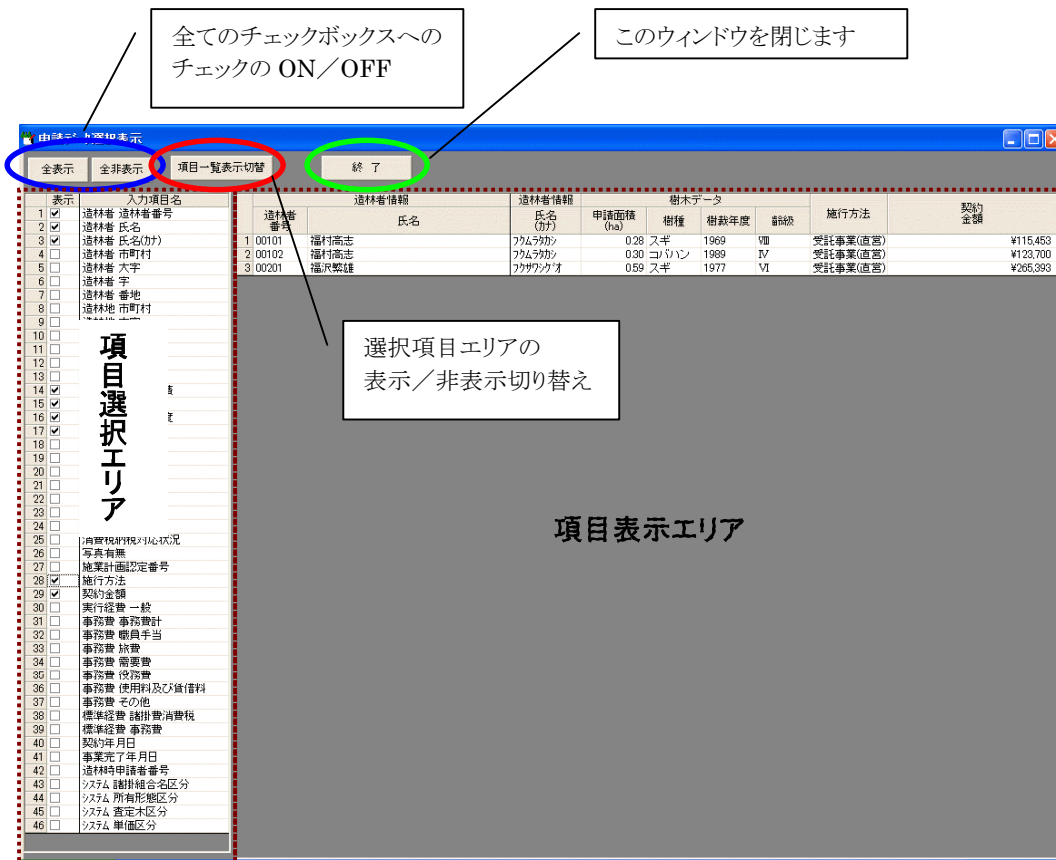 全てのチェックボックスへの
チェックの ON／OFF
このウィンドウを閉じます
全表示 全非表示 項目一覧表示切替 終 了
表示 入力項目名
1 造林者 造林者番号
2 造林者 氏名
3 造林者 氏名(カナ)
4 造林者 市町村
5 造林者 大字
6 造林者 字
7 造林者 番地
8 造林地 市町村
9
10
11
12
13
14
15
16
17
18
19
20
21
22
23
24
25 消費税納税対応状況
26 写真有無
27 施業計画認定番号
28 施行方法
29 契約金額
30 実行経費 一般
31 事務費 事務費計
32 事務費 職員手当
33 事務費 旅費
34 事務費 需要費
35 事務費 役務費
36 事務費 使用料及び賃借料
37 事務費 その他
38 標準経費 諸掛費消費税
39 標準経費 事務費
40 契約年月日
41 事業完了年月日
42 造林時申請者番号
43 システム 諸掛組合名区分
44 システム 所有形態区分
45 システム 査定木区分
46 システム 単価区分
項目選択エリア
造林者情報 造林者情報 樹木データ 施行方法 契約金額
造林者番号 氏名 氏名(カナ) 申請面積(ha) 樹種 樹栽年度 齢級
1 00101 福村高志 フクムラタカシ 0.28 スギ 1969 Ⅷ 受託事業(直営) ¥115,453
2 00102 福村高志 フクムラタカシ 0.30 コバハン 1989 Ⅳ 受託事業(直営) ¥123,700
3 00201 福沢繁雄 フクザワシゲオ 0.59 スギ 1977 Ⅵ 受託事業(直営) ¥265,393
選択項目エリアの
表示／非表示切り替え
項目表示エリア